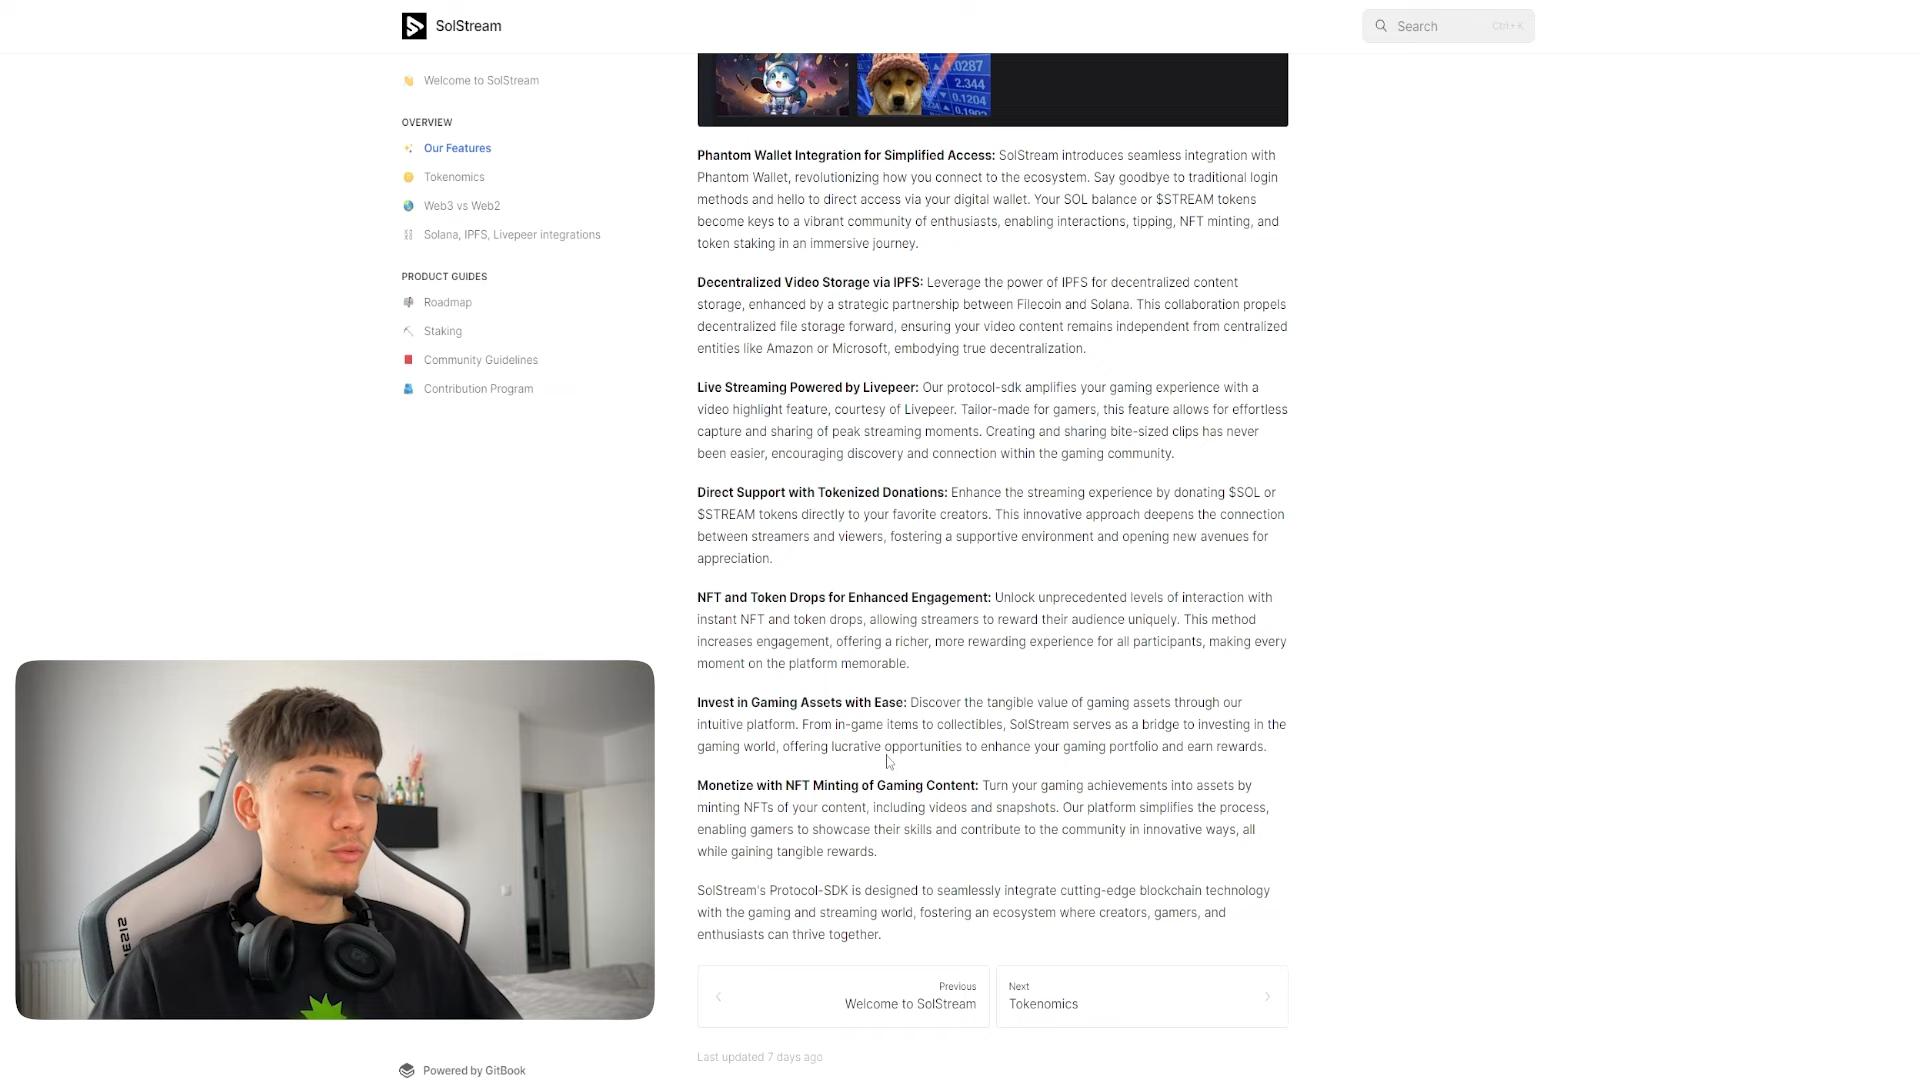 SolStream
Search
Ctrl+K
Welcome to SolStream
OVERVIEW
Our Features
Tokenomics
Web3 vs Web2
Solana, IPFS, Livepeer integrations
PRODUCT GUIDES
Roadmap
Staking
Community Guidelines
Contribution Program
1.0287
2.344
0.1204
Phantom Wallet Integration for Simplified Access: SolStream introduces seamless integration with
Phantom Wallet, revolutionizing how you connect to the ecosystem. Say goodbye to traditional login
methods and hello to direct access via your digital wallet. Your SOL balance or $STREAM tokens
become keys to a vibrant community of enthusiasts, enabling interactions, tipping, NFT minting, and
token staking in an immersive journey.
Decentralized Video Storage via IPFS: Leverage the power of IPFS for decentralized content
storage, enhanced by a strategic partnership between Filecoin and Solana. This collaboration propels
decentralized file storage forward, ensuring your video content remains independent from centralized
entities like Amazon or Microsoft, embodying true decentralization.
Live Streaming Powered by Livepeer: Our protocol-sdk amplifies your gaming experience with a
video highlight feature, courtesy of Livepeer. Tailor-made for gamers, this feature allows for effortless
capture and sharing of peak streaming moments. Creating and sharing bite-sized clips has never
been easier, encouraging discovery and connection within the gaming community.
Direct Support with Tokenized Donations: Enhance the streaming experience by donating $SOL or
$STREAM tokens directly to your favorite creators. This innovative approach deepens the connection
between streamers and viewers, fostering a supportive environment and opening new avenues for
appreciation.
NFT and Token Drops for Enhanced Engagement: Unlock unprecedented levels of interaction with
instant NFT and token drops, allowing streamers to reward their audience uniquely. This method
increases engagement, offering a richer, more rewarding experience for all participants, making every
moment on the platform memorable.
Invest in Gaming Assets with Ease: Discover the tangible value of gaming assets through our
intuitive platform. From in-game items to collectibles, SolStream serves as a bridge to investing in the
gaming world, offering lucrative opportunities to enhance your gaming portfolio and earn rewards.
Monetize with NFT Minting of Gaming Content: Turn your gaming achievements into assets by
minting NFTs of your content, including videos and snapshots. Our platform simplifies the process,
enabling gamers to showcase their skills and contribute to the community in innovative ways, all
while gaining tangible rewards.
SolStream's Protocol-SDK is designed to seamlessly integrate cutting-edge blockchain technology
with the gaming and streaming world, fostering an ecosystem where creators, gamers, and
enthusiasts can thrive together.
Previous
Welcome to SolStream
Next
Tokenomics
Last updated 7 days ago
Powered by GitBook